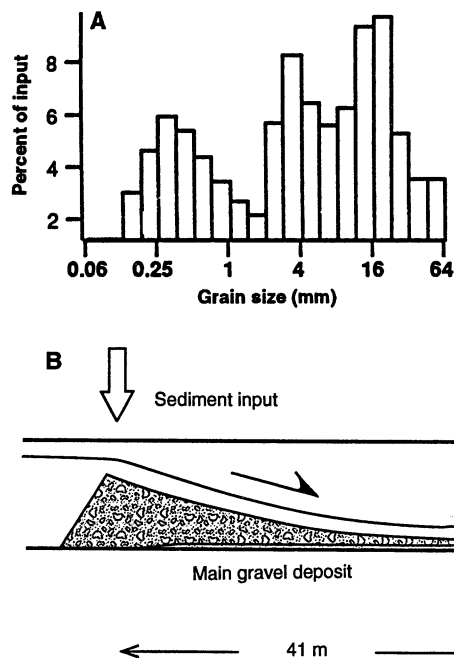 A
Percent of input
8
6
4
2
0.06 0.25 1 4 16 64
Grain size (mm)
B
Sediment input
Main gravel deposit
41 m